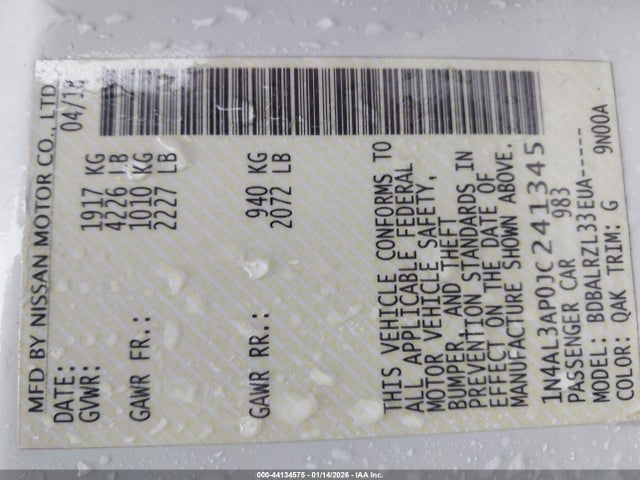 MFD BY NISSAN MOTOR CO., LTD
DATE: 04/18
GVWR: 1917 KG
4226 LB
GAWR FR.: 1010 KG
2227 LB
GAWR RR.: 940 KG
2072 LB
THIS VEHICLE CONFORMS TO
ALL APPLICABLE FEDERAL
MOTOR VEHICLE SAFETY,
BUMPER, AND THEFT
PREVENTION STANDARDS IN
EFFECT ON THE DATE OF
MANUFACTURE SHOWN ABOVE.
1N4AL3AP0JC241345
PASSENGER CAR 983
MODEL: BDBALRZL33EUA-----
COLOR: QAK TRIM: G 9N00A
000-44134575 - 01/14/2026 - IAA Inc.